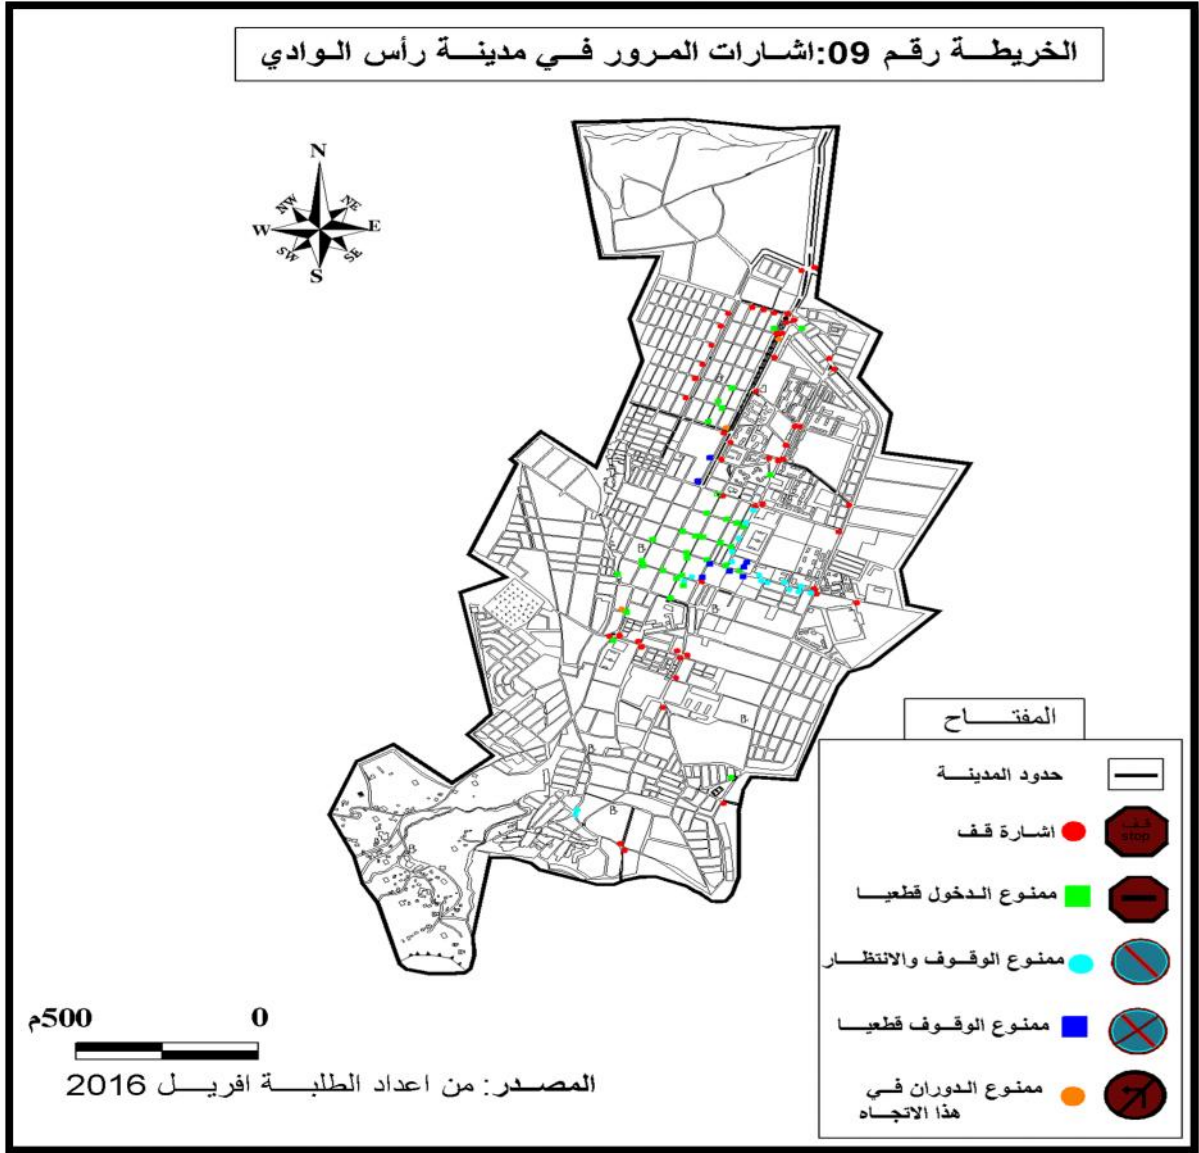 الخريطة رقم 09:اشارات المرور في مدينة رأس الوادي
N
NW
NE
W
E
SW
SE
S
المفتاح
حدود المدينة
اشارة قف
قف
stop
ممنوع الدخول قطعيا
ممنوع الوقوف والانتظار
ممنوع الوقوف قطعيا
ممنوع الدوران في
هذا الاتجاه
500م
0
المصدر: من اعداد الطلبة افريل 2016